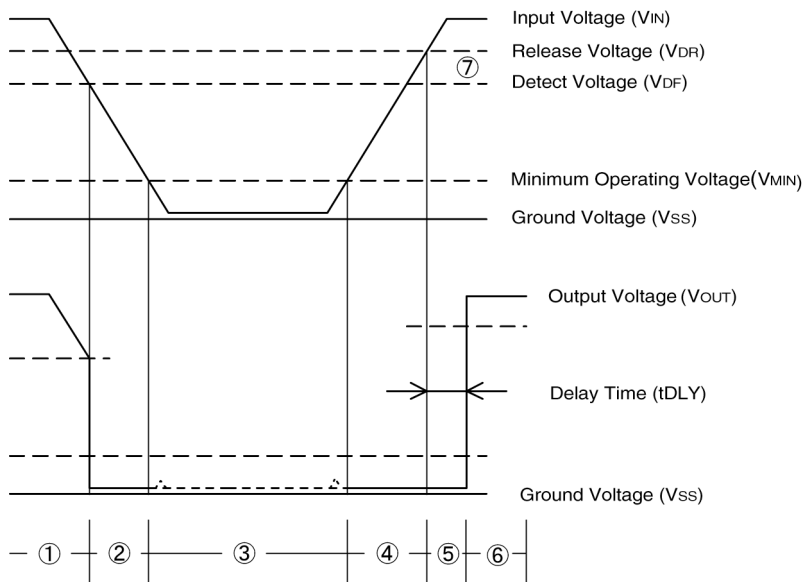 Input Voltage (VIN)
Release Voltage (VDR)
⑦
Detect Voltage (VDF)
Minimum Operating Voltage(VMIN)
Ground Voltage (VSS)
Output Voltage (VOUT)
Delay Time (tDLY)
Ground Voltage (VSS)
① ② ③ ④ ⑤ ⑥